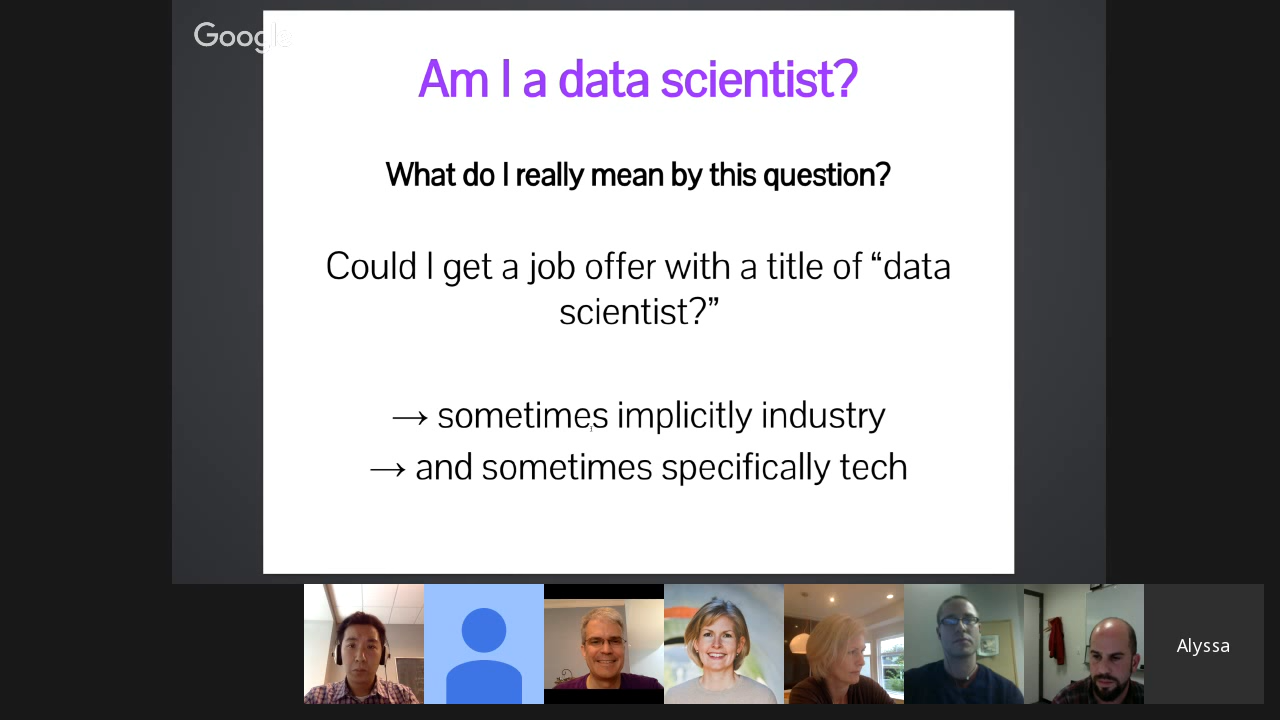 Google
Am I a data scientist?
What do I really mean by this question?
Could I get a job offer with a title of “data
scientist?”
→ sometimes implicitly industry
→ and sometimes specifically tech
Alyssa